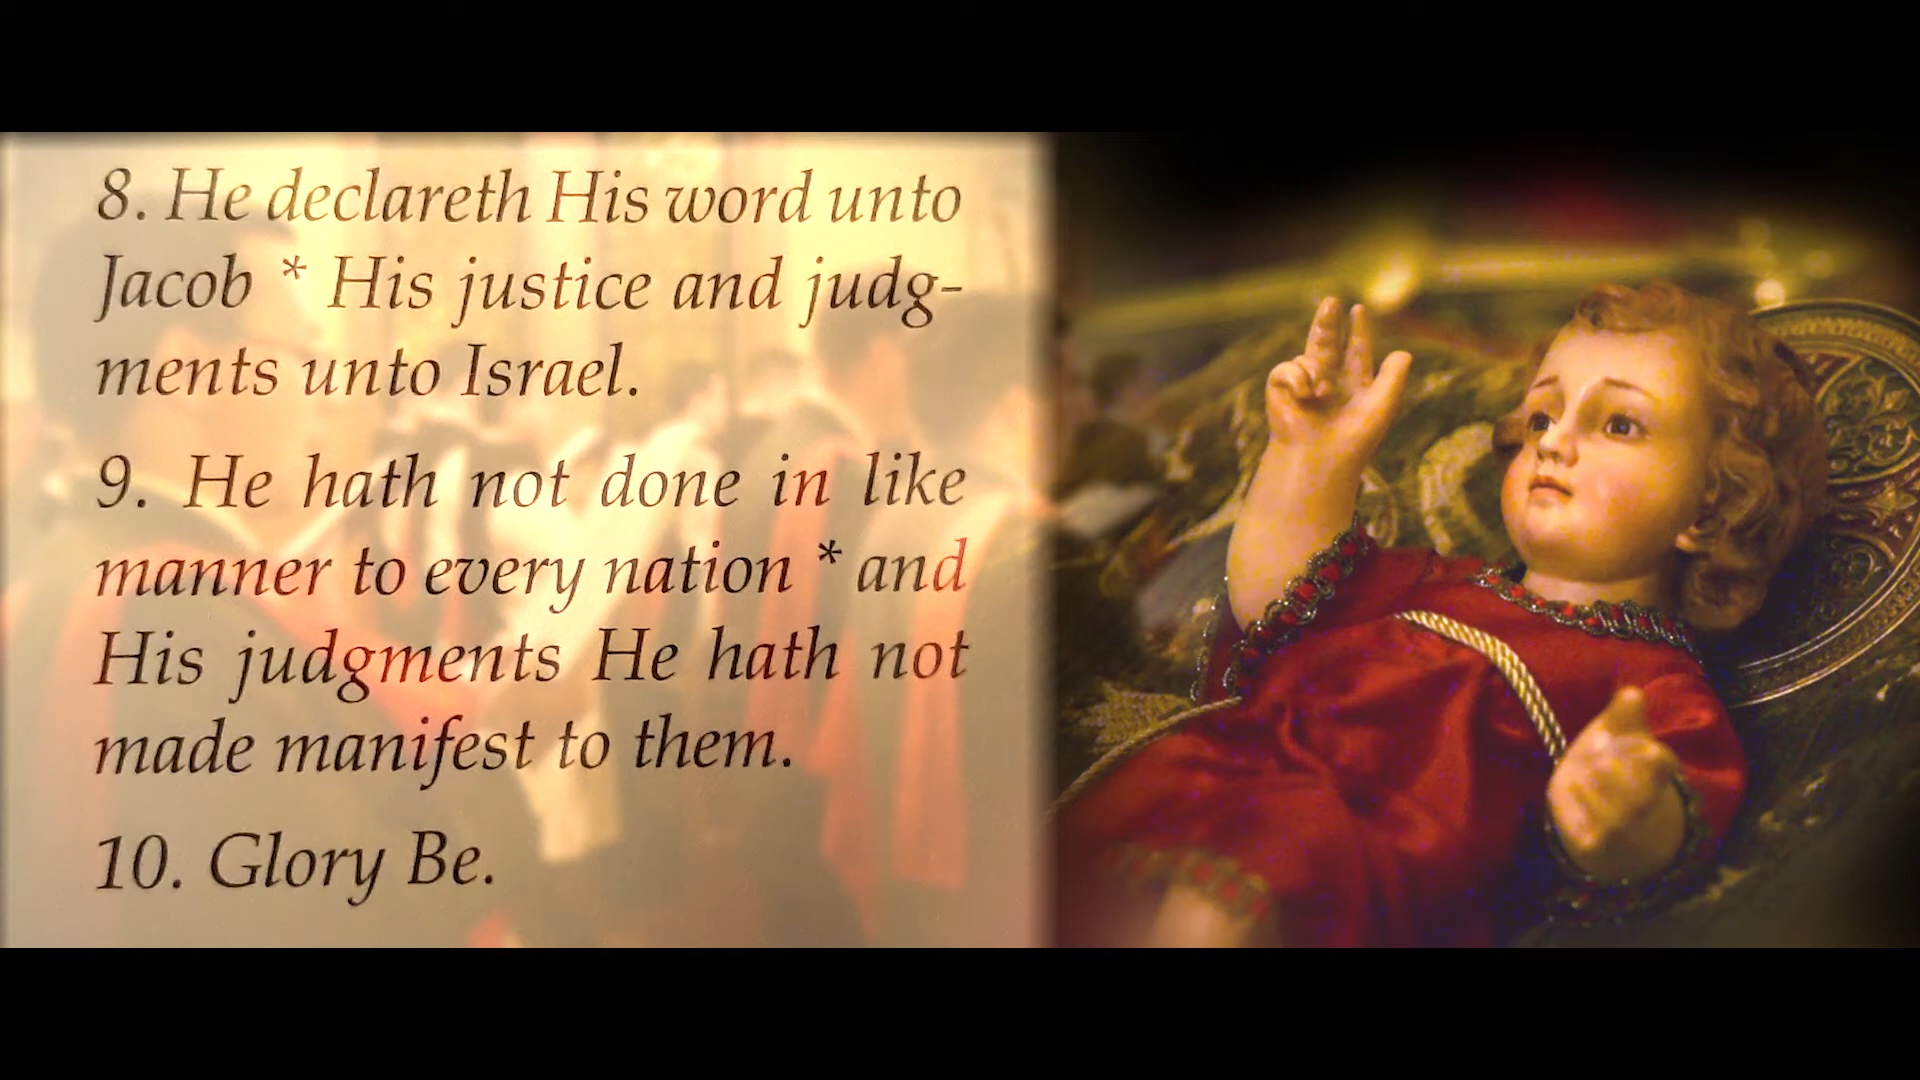 8. He declareth His word unto
Jacob * His justice and judg-
ments unto Israel.
9. He hath not done in like
manner to every nation * and
His judgments He hath not
made manifest to them.
10. Glory Be.